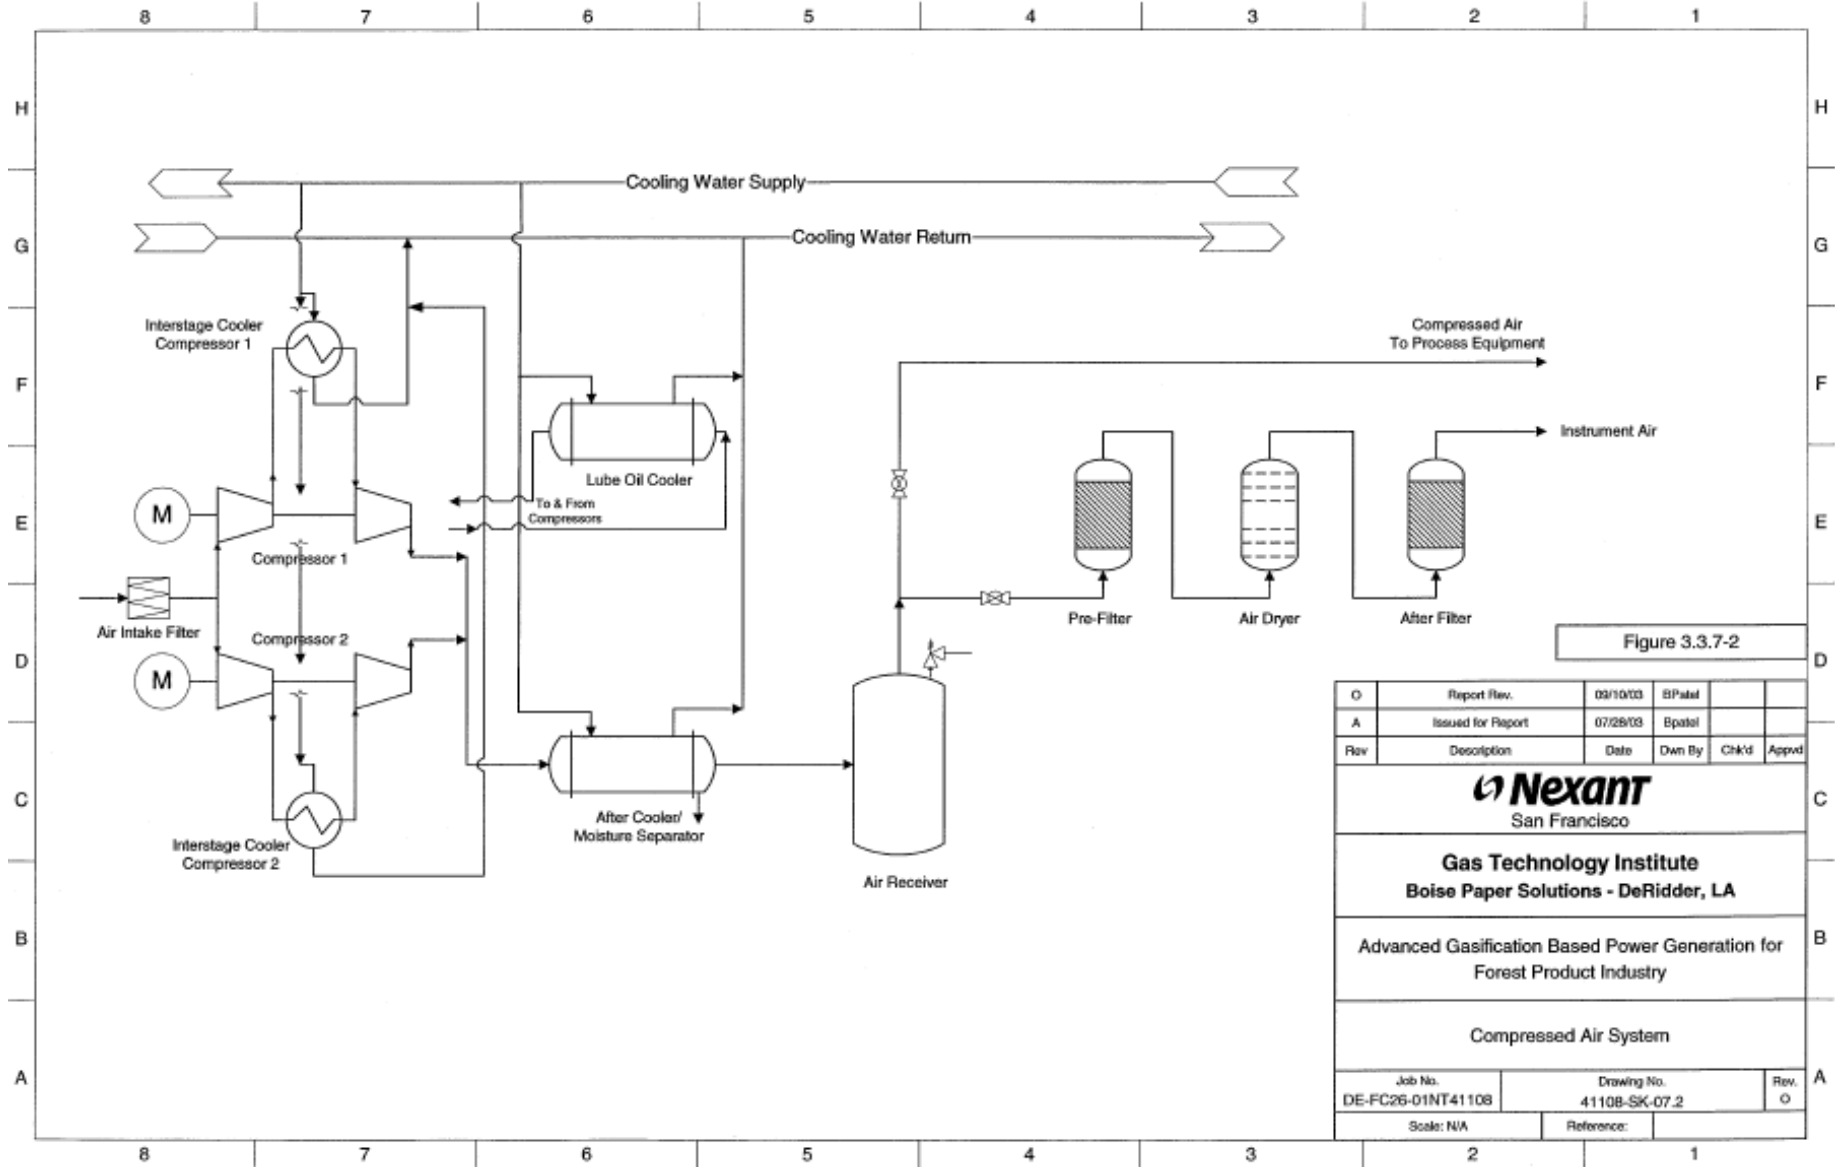 8 7 6 5 4 3 2 1
H H
Cooling Water Supply
G G
Cooling Water Return
Interstage Cooler
Compressor 1
Compressed Air
To Process Equipment
F F
Instrument Air
Lube Oil Cooler
To & From
Compressors
M
E E
Compressor 1
Air Intake Filter
Compressor 2
Pre-Filter
Air Dryer
After Filter
Figure 3.3.7-2
D D
M
O Report Rev. 09/10/03 BPatel
A Issued for Report 07/28/03 Bpatel
Rev Description Date Dwn By Chk'd Appvd
Nexant
San Francisco
C C
After Cooler/
Moisture Separator
Interstage Cooler
Compressor 2
Air Receiver
Gas Technology Institute
Boise Paper Solutions - DeRidder, LA
B B
Advanced Gasification Based Power Generation for
Forest Product Industry
Compressed Air System
A A
Job No. Drawing No. Rev.
DE-FC26-01NT41108 41108-SK-07.2 O
Scale: N/A Reference:
8 7 6 5 4 3 2 1